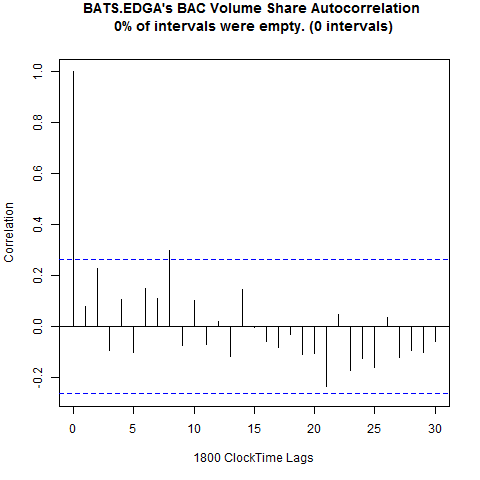 BATS.EDGA's BAC Volume Share Autocorrelation
0% of intervals were empty. (0 intervals)
Correlation
1.0
0.8
0.6
0.4
0.2
0.0
-0.2
0 5 10 15 20 25 30
1800 ClockTime Lags